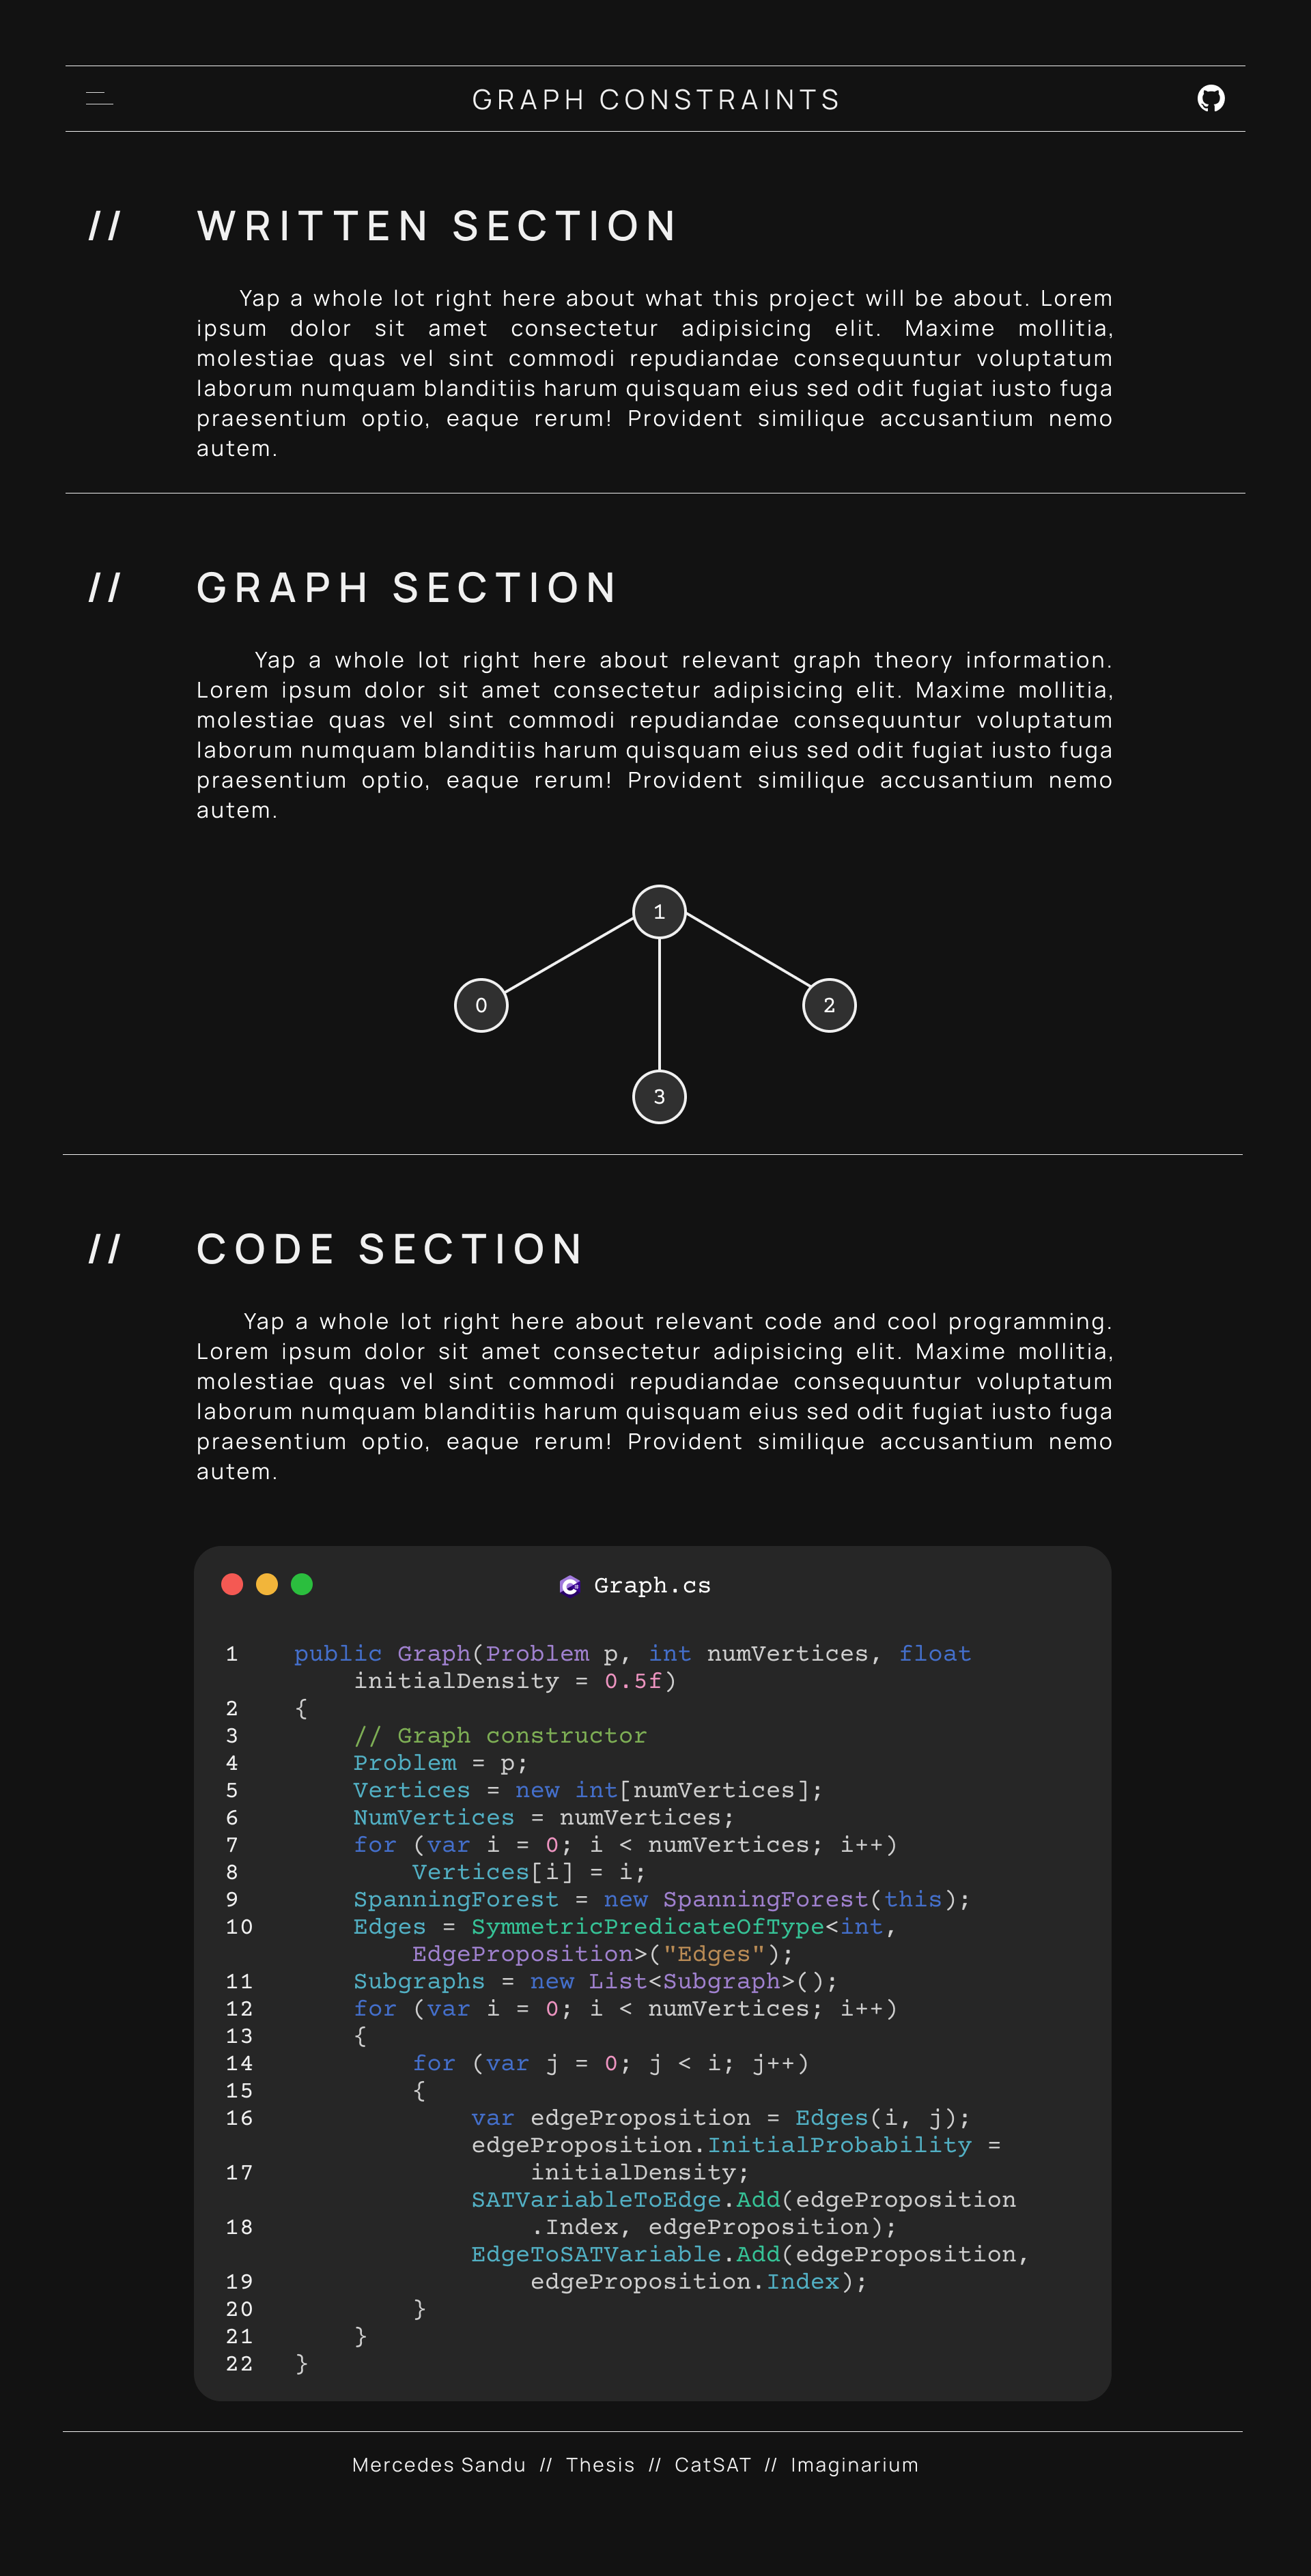 GRAPH CONSTRAINTS
// WRITTEN SECTION
Yap a whole lot right here about what this project will be about. Lorem
ipsum dolor sit amet consectetur adipisicing elit. Maxime mollitia,
molestiae quas vel sint commodi repudiandae consequuntur voluptatum
laborum numquam blanditiis harum quisquam eius sed odit fugiat iusto fuga
praesentium optio, eaque rerum! Provident similique accusantium nemo
autem.
// GRAPH SECTION
Yap a whole lot right here about relevant graph theory information.
Lorem ipsum dolor sit amet consectetur adipisicing elit. Maxime mollitia,
molestiae quas vel sint commodi repudiandae consequuntur voluptatum
laborum numquam blanditiis harum quisquam eius sed odit fugiat iusto fuga
praesentium optio, eaque rerum! Provident similique accusantium nemo
autem.
1
0
2
3
// CODE SECTION
Yap a whole lot right here about relevant code and cool programming.
Lorem ipsum dolor sit amet consectetur adipisicing elit. Maxime mollitia,
molestiae quas vel sint commodi repudiandae consequuntur voluptatum
laborum numquam blanditiis harum quisquam eius sed odit fugiat iusto fuga
praesentium optio, eaque rerum! Provident similique accusantium nemo
autem.
Graph.cs
1 public Graph(Problem p, int numVertices, float
initialDensity = 0.5f)
2 {
3 // Graph constructor
4 Problem = p;
5 Vertices = new int[numVertices];
6 NumVertices = numVertices;
7 for (var i = 0; i < numVertices; i++)
8 Vertices[i] = i;
9 SpanningForest = new SpanningForest(this);
10 Edges = SymmetricPredicateOfType<int,
EdgeProposition>("Edges");
11 Subgraphs = new List<Subgraph>();
12 for (var i = 0; i < numVertices; i++)
13 {
14 for (var j = 0; j < i; j++)
15 {
16 var edgeProposition = Edges(i, j);
edgeProposition.InitialProbability =
17 initialDensity;
SATVariableToEdge.Add(edgeProposition
18 .Index, edgeProposition);
EdgeToSATVariable.Add(edgeProposition,
19 edgeProposition.Index);
20 }
21 }
22 }
Mercedes Sandu // Thesis // CatSAT // Imaginarium